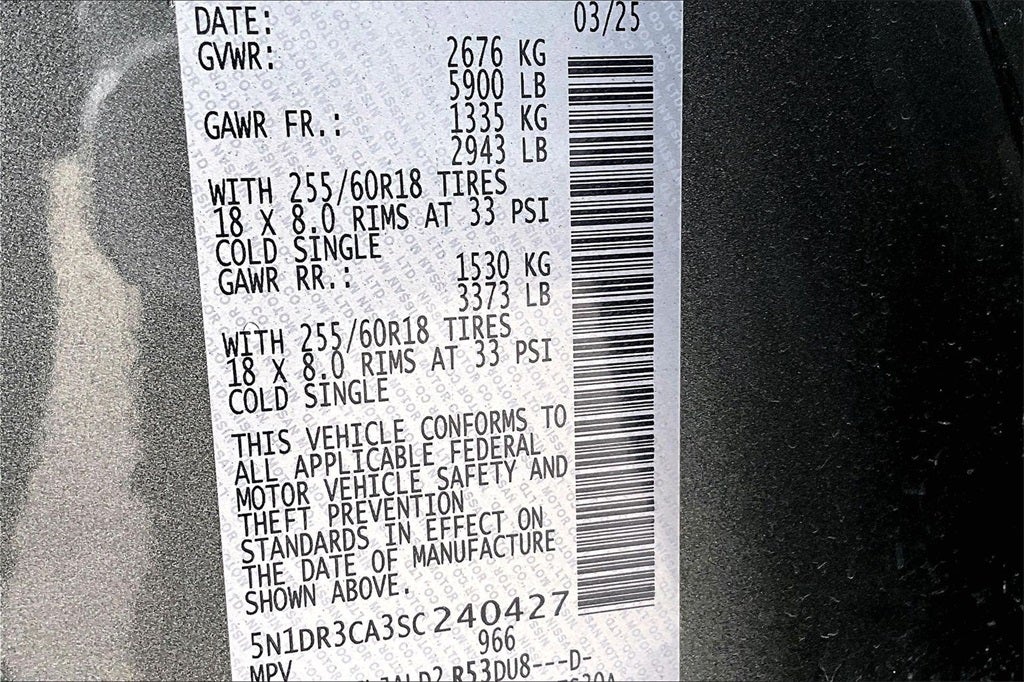 DATE: 03/25
GVWR: 2676 KG
5900 LB
GAWR FR.: 1335 KG
2943 LB
WITH 255/60R18 TIRES
18 X 8.0 RIMS AT 33 PSI
COLD SINGLE
GAWR RR.: 1530 KG
3373 LB
WITH 255/60R18 TIRES
18 X 8.0 RIMS AT 33 PSI
COLD SINGLE
THIS VEHICLE CONFORMS TO
ALL APPLICABLE FEDERAL
MOTOR VEHICLE SAFETY AND
THEFT PREVENTION
STANDARDS IN EFFECT ON
THE DATE OF MANUFACTURE
SHOWN ABOVE.
5N1DR3CA3SC240427
966
MPV
R53DU8---D-